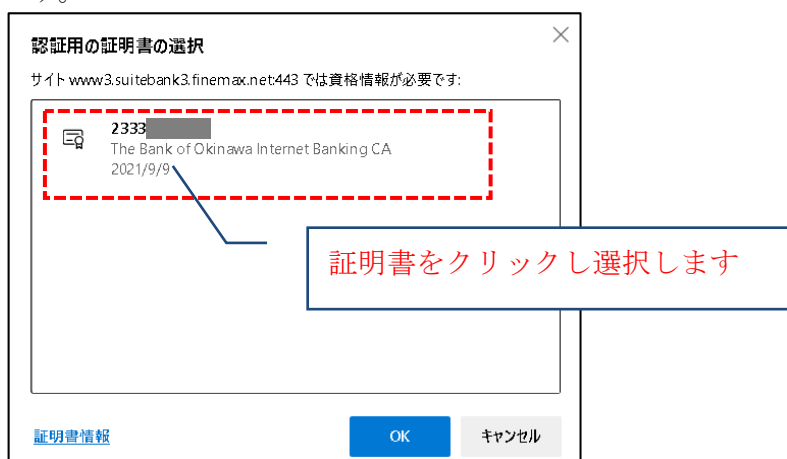 す。
認証用の証明書の選択
サイト www3.suitebank3.finemax.net:443 では資格情報が必要です:
2333
The Bank of Okinawa Internet Banking CA
2021/9/9
証明書をクリックし選択します
証明書情報
OK
キャンセル